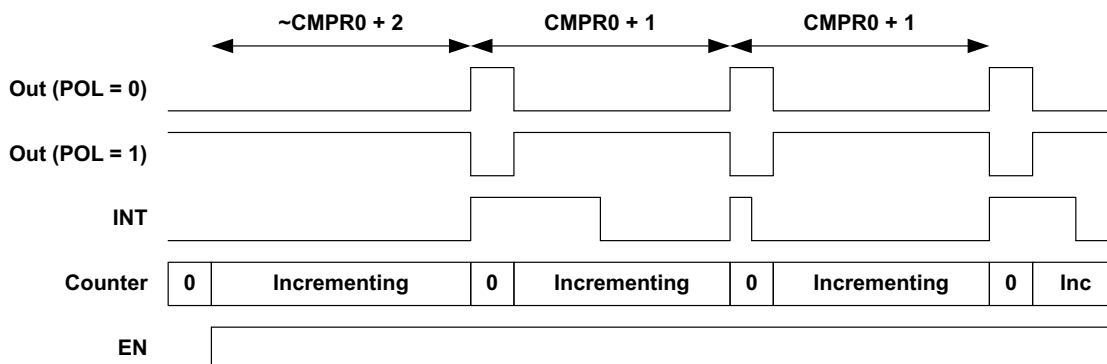 ~CMPR0 + 2 CMPR0 + 1 CMPR0 + 1
Out (POL = 0)
Out (POL = 1)
INT
Counter 0 Incrementing 0 Incrementing 0 Incrementing 0 Inc
EN